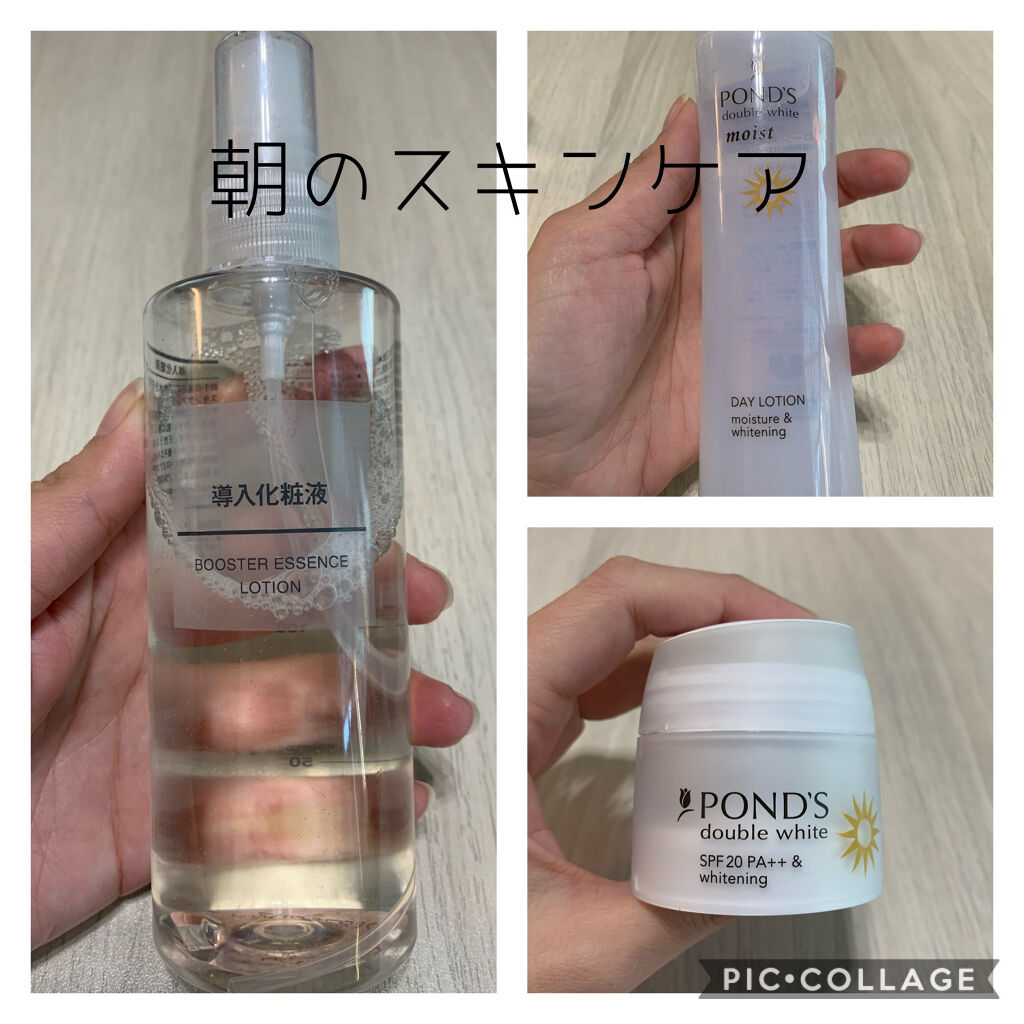 朝のスキンケア
導入化粧液
BOOSTER ESSENCE
LOTION
50
POND'S
double white
moist
DAY LOTION
moisture &
whitening
POND'S
double white
SPF 20 PA++ &
whitening
PIC•COLLAGE